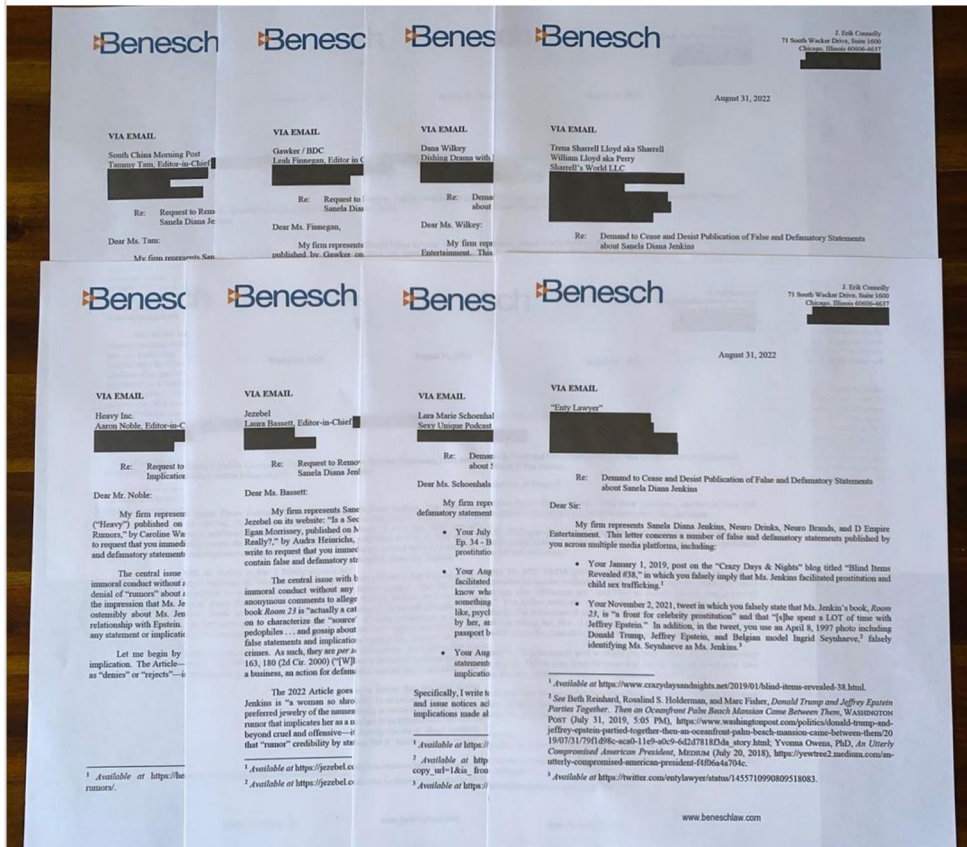 Benesch
VIA EMAIL
South China Morning Post
Tammy Tam, Editor-in-Chief
Re: Request to Rem
Sanela Diana Je
Dear Ms. Tam:
My firm represents San
Benesc
VIA EMAIL
Gawker / BDC
Leah Finnegan, Editor in C
Re: Request to
Sanela Dia
Dear Ms. Finnegan,
My firm represents
published by Gawker on
Benes
VIA EMAIL
Dana Wilkey
Dishing Drama with
Re: Dema
about
Dear Ms. Wilkey:
My firm repr
Entertainment. This
Benesch
J. Erik Connolly
71 South Wacker Drive, Suite 1600
Chicago, Illinois 60606-4637
August 31, 2022
VIA EMAIL
Trena Sharrell Lloyd aka Sharrell
William Lloyd aka Perry
Sharrell's World LLC
Re: Demand to Cease and Desist Publication of False and Defamatory Statements
about Sanela Diana Jenkins
Benesc
VIA EMAIL
Heavy Inc.
Aaron Noble, Editor-in-C
Re: Request to
Implication
Dear Mr. Noble:
My firm represen
("Heavy") published on
Rumors," by Caroline Wa
to request that you immed
and defamatory statements
The central issue
immoral conduct without a
denial of "rumors" about a
the impression that Ms. Je
ostensibly about Ms. Jen
relationship with Epstein.
any statement or implicatio
Let me begin by
implication. The Article—
as "denies" or "rejects"—i
1 Available at https://he
rumors/.
Benesch
VIA EMAIL
Jezebel
Laura Bassett, Editor-in-Chief
Re: Request to Remov
Sanela Diana Jenl
Dear Ms. Bassett:
My firm represents Sane
Jezebel on its website: "Is a Sec
Egan Morrissey, published on M
Really?," by Andra Heinrichs,
write to request that you immed
contain false and defamatory sta
The central issue with b
immoral conduct without any
anonymous comments to allege
book Room 23 is "actually a cat
on to characterize the "source"
pedophiles . . . and gossip about
false statements and implicatio
crimes. As such, they are per se
163, 180 (2d Cir. 2000) ("[W]h
a business, an action for defam
The 2022 Article goes
Jenkins is "a woman so shro
preferred jewelry of the nausea
rumor that implicates her as a n
beyond cruel and offensive—it
that "rumor" credibility by stat
1 Available at https://jezebel.co
2 Available at https://jezebel.co
Benes
VIA EMAIL
Lara Marie Schoenhal
Sexy Unique Podcast
Re: Deman
about S
Dear Ms. Schoenhals
My firm repr
defamatory statement
• Your July
Ep. 34 - B
prostitutio
• Your Aug
facilitated
know wha
something
like, psycl
by her, ar
passport b
• Your Aug
statements
implicatio
Specifically, I write to
and issue notices ac
implications made al
1 Available at https://
2 Available at http
copy_url=1&is_fron
3 Available at https://
Benesch
J. Erik Connolly
71 South Wacker Drive, Suite 1600
Chicago, Illinois 60606-4637
August 31, 2022
VIA EMAIL
"Enty Lawyer"
Re: Demand to Cease and Desist Publication of False and Defamatory Statements
about Sanela Diana Jenkins
Dear Sir:
My firm represents Sanela Diana Jenkins, Neuro Drinks, Neuro Brands, and D Empire
Entertainment. This letter concerns a number of false and defamatory statements published by
you across multiple media platforms, including:
• Your January 1, 2019, post on the "Crazy Days & Nights" blog titled "Blind Items
Revealed #38," in which you falsely imply that Ms. Jenkins facilitated prostitution and
child sex trafficking.1
• Your November 2, 2021, tweet in which you falsely state that Ms. Jenkin's book, Room
23, is "a front for celebrity prostitution" and that "[s]he spent a LOT of time with
Jeffrey Epstein." In addition, in the tweet, you use an April 8, 1997 photo including
Donald Trump, Jeffrey Epstein, and Belgian model Ingrid Seynhaeve,2 falsely
identifying Ms. Seynhaeve as Ms. Jenkins.3
1 Available at https://www.crazydaysandnights.net/2019/01/blind-items-revealed-38.html.
2 See Beth Reinhard, Rosalind S. Helderman, and Marc Fisher, Donald Trump and Jeffrey Epstein
Parties Together. Then an Oceanfront Palm Beach Mansion Came Between Them, WASHINGTON
POST (July 31, 2019, 5:05 PM), https://www.washingtonpost.com/politics/donald-trump-and-
jeffrey-epstein-partied-together-then-an-oceanfront-palm-beach-mansion-came-between-them/20
19/07/31/79f1d98c-aca0-11e9-a0c9-6d2d7818f3da_story.html; Yvonna Owens, PhD, An Utterly
Compromised American President, MEDIUM (July 20, 2018), https://yewtree2.medium.com/an-
utterly-compromised-american-president-f4f06a4a704c.
3 Available at https://twitter.com/entylawyer/status/1455710990809518083.
www.beneschlaw.com